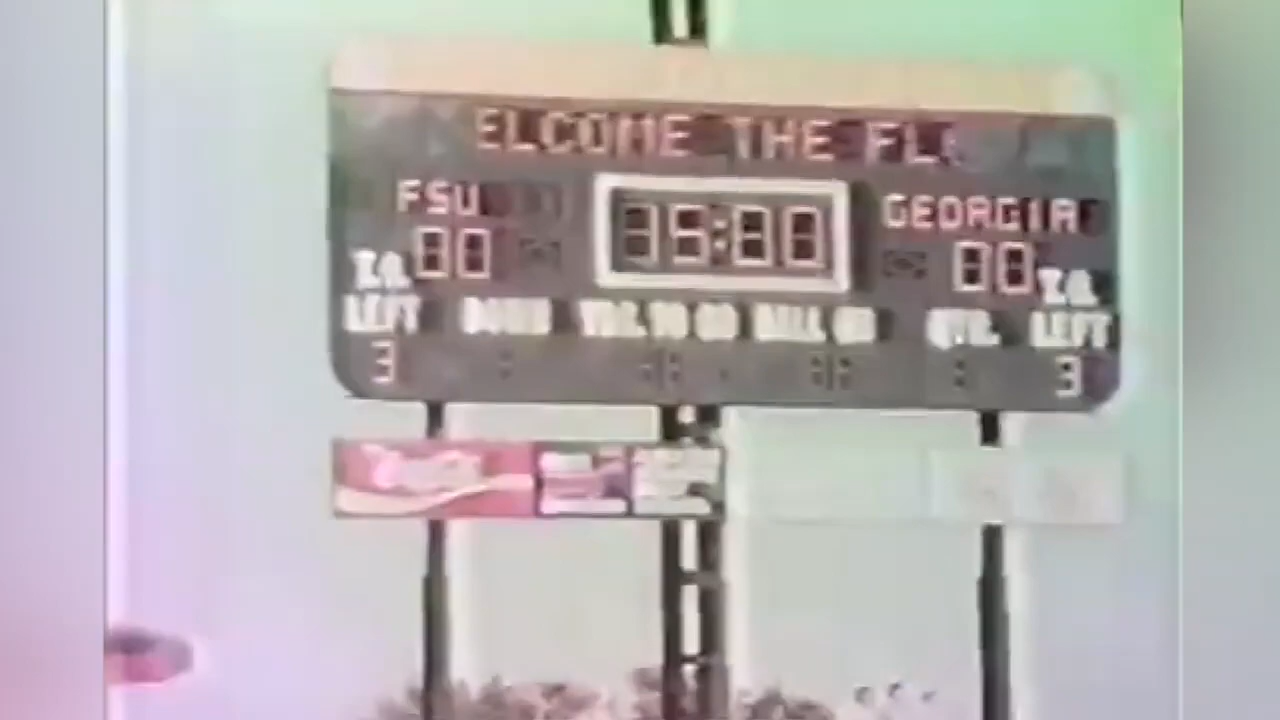 ELCOME THE FL
FSU 15:00 GEORGIA
00 00
T.O. T.O.
LEFT DOWN YDS. TO GO BALL ON QTR. LEFT
3 3